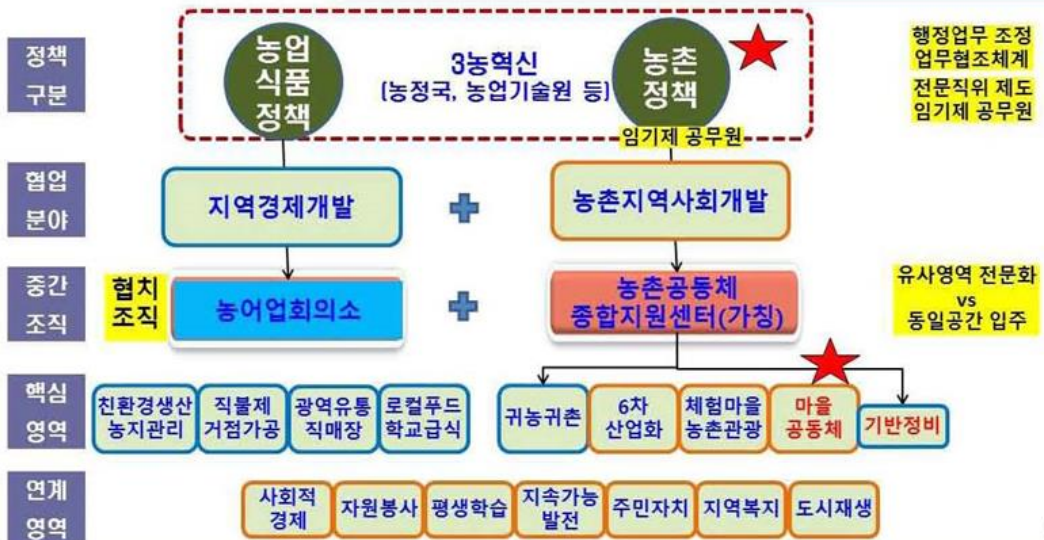 정책
구분
농업
식품
정책
3농혁신
(농정국, 농업기술원 등)
농촌
정책
임기제 공무원
행정업무 조정
업무협조체계
전문직위 제도
임기제 공무원
협업
분야
지역경제개발
농촌지역사회개발
중간
조직
협치
조직
농어업회의소
농촌공동체
종합지원센터(가칭)
유사영역 전문화
vs
동일공간 입주
핵심
영역
친환경생산
농지관리
직불제
거점가공
광역유통
직매장
로컬푸드
학교급식
귀농귀촌
6차
산업화
체험마을
농촌관광
마을
공동체
기반정비
연계
영역
사회적
경제
자원봉사
평생학습
지속가능
발전
주민자치
지역복지
도시재생